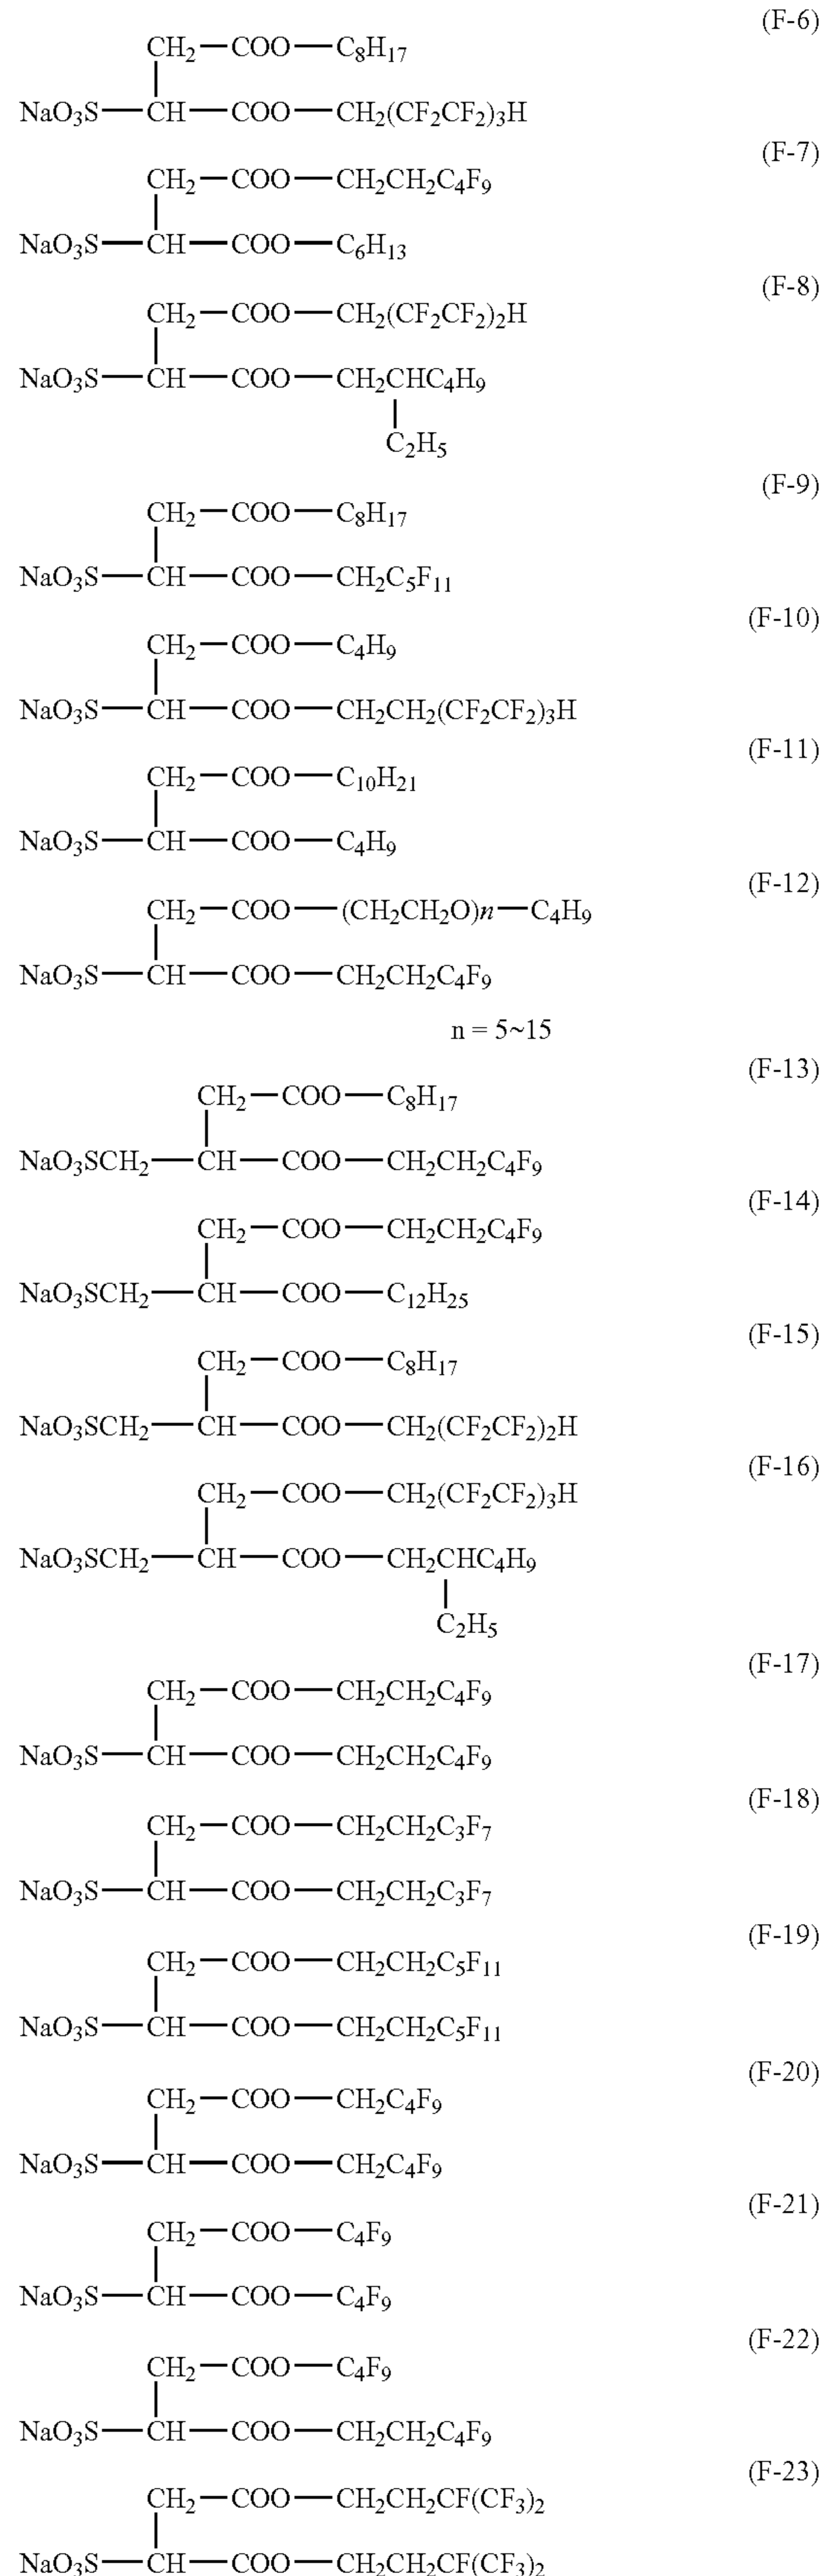 (F-6)
CH₂—COO—C₈H₁₇
NaO₃S—CH—COO—CH₂(CF₂CF₂)₃H
(F-7)
CH₂—COO—CH₂CH₂C₄F₉
NaO₃S—CH—COO—C₆H₁₃
(F-8)
CH₂—COO—CH₂(CF₂CF₂)₂H
NaO₃S—CH—COO—CH₂CHC₄H₉
C₂H₅
(F-9)
CH₂—COO—C₈H₁₇
NaO₃S—CH—COO—CH₂C₅F₁₁
(F-10)
CH₂—COO—C₄H₉
NaO₃S—CH—COO—CH₂CH₂(CF₂CF₂)₃H
(F-11)
CH₂—COO—C₁₀H₂₁
NaO₃S—CH—COO—C₄H₉
(F-12)
CH₂—COO—(CH₂CH₂O)n—C₄H₉
NaO₃S—CH—COO—CH₂CH₂C₄F₉
n = 5~15
(F-13)
CH₂—COO—C₈H₁₇
NaO₃SCH₂—CH—COO—CH₂CH₂C₄F₉
(F-14)
CH₂—COO—CH₂CH₂C₄F₉
NaO₃SCH₂—CH—COO—C₁₂H₂₅
(F-15)
CH₂—COO—C₈H₁₇
NaO₃SCH₂—CH—COO—CH₂(CF₂CF₂)₂H
(F-16)
CH₂—COO—CH₂(CF₂CF₂)₃H
NaO₃SCH₂—CH—COO—CH₂CHC₄H₉
C₂H₅
(F-17)
CH₂—COO—CH₂CH₂C₄F₉
NaO₃S—CH—COO—CH₂CH₂C₄F₉
(F-18)
CH₂—COO—CH₂CH₂C₃F₇
NaO₃S—CH—COO—CH₂CH₂C₃F₇
(F-19)
CH₂—COO—CH₂CH₂C₅F₁₁
NaO₃S—CH—COO—CH₂CH₂C₅F₁₁
(F-20)
CH₂—COO—CH₂C₄F₉
NaO₃S—CH—COO—CH₂C₄F₉
(F-21)
CH₂—COO—C₄F₉
NaO₃S—CH—COO—C₄F₉
(F-22)
CH₂—COO—C₄F₉
NaO₃S—CH—COO—CH₂CH₂C₄F₉
(F-23)
CH₂—COO—CH₂CH₂CF(CF₃)₂
NaO₃S—CH—COO—CH₂CH₂CF(CF₃)₂